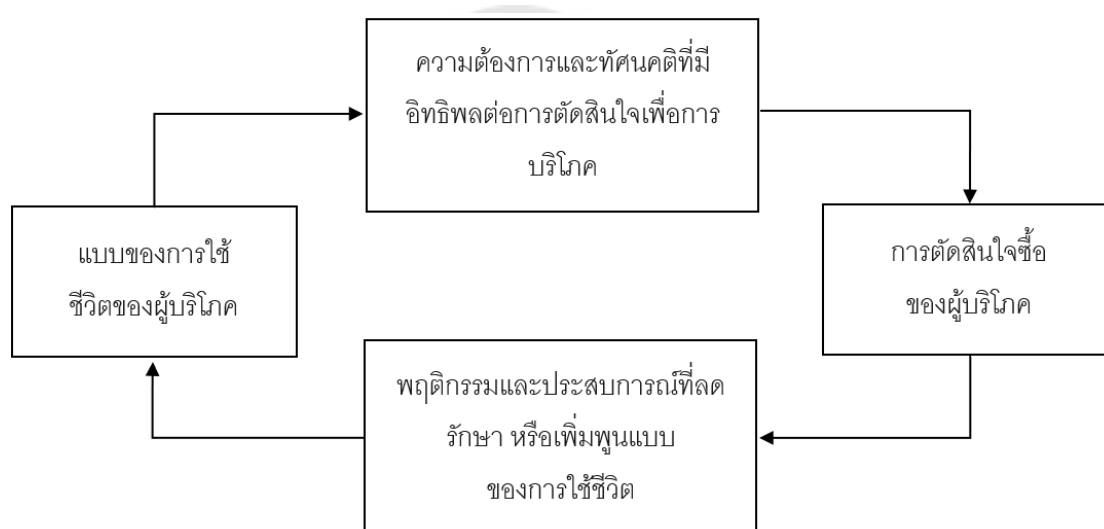 ความต้องการและทัศนคติที่มี
อิทธิพลต่อการตัดสินใจเพื่อการ
บริโภค
แบบของการใช้
ชีวิตของผู้บริโภค
การตัดสินใจซื้อ
ของผู้บริโภค
พฤติกรรมและประสบการณ์ที่ลด
รักษา หรือเพิ่มพูนแบบ
ของการใช้ชีวิต